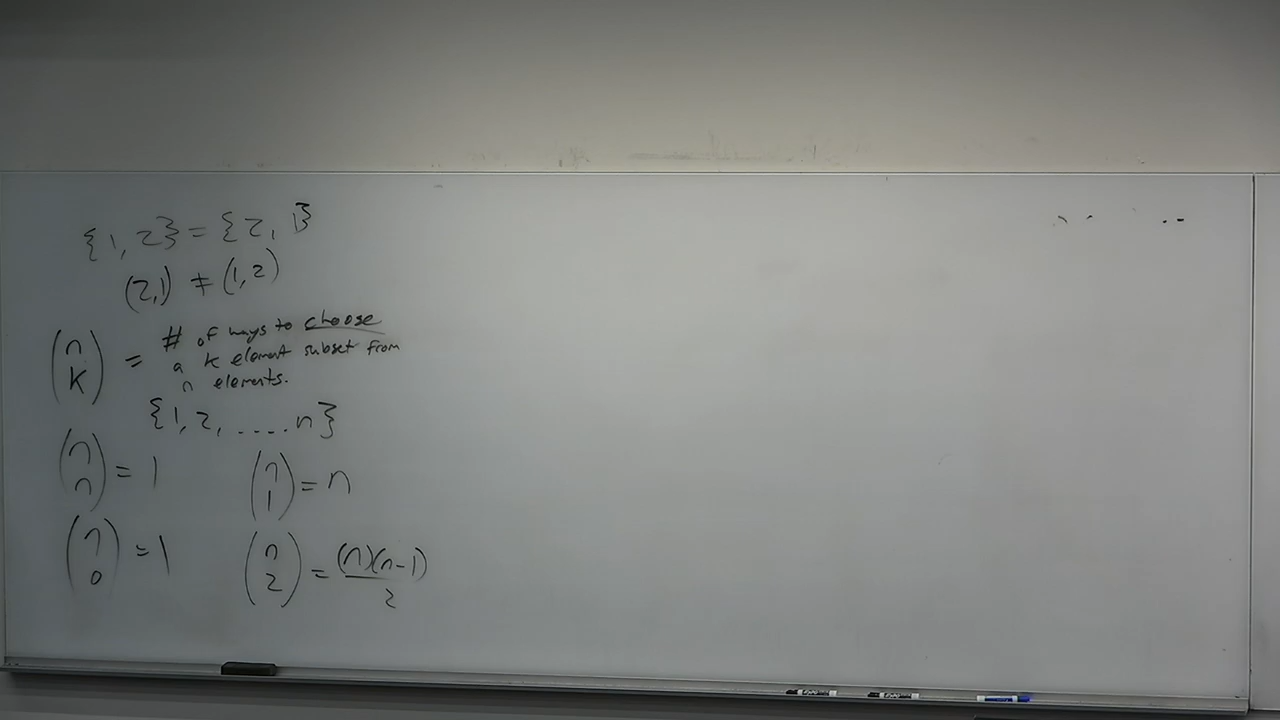 {1, 2} = {2, 1}
(2,1) ≠ (1,2)
(n k) = # of ways to choose
a k element subset from
n elements.
{1, 2, ..... n}
(n n) = 1
(n 1) = n
(n 0) = 1
(n 2) = (n)(n-1) / 2